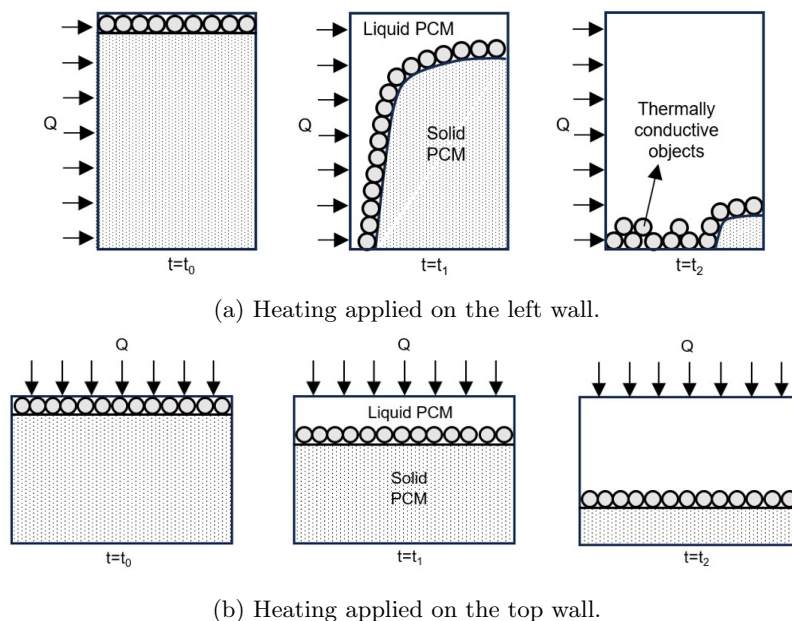 Q
Liquid PCM
Q
Solid
PCM
Q
Thermally
conductive
objects
t=t₀
t=t₁
t=t₂
(a) Heating applied on the left wall.
Q
Q
Q
Liquid PCM
Solid
PCM
t=t₀
t=t₁
t=t₂
(b) Heating applied on the top wall.